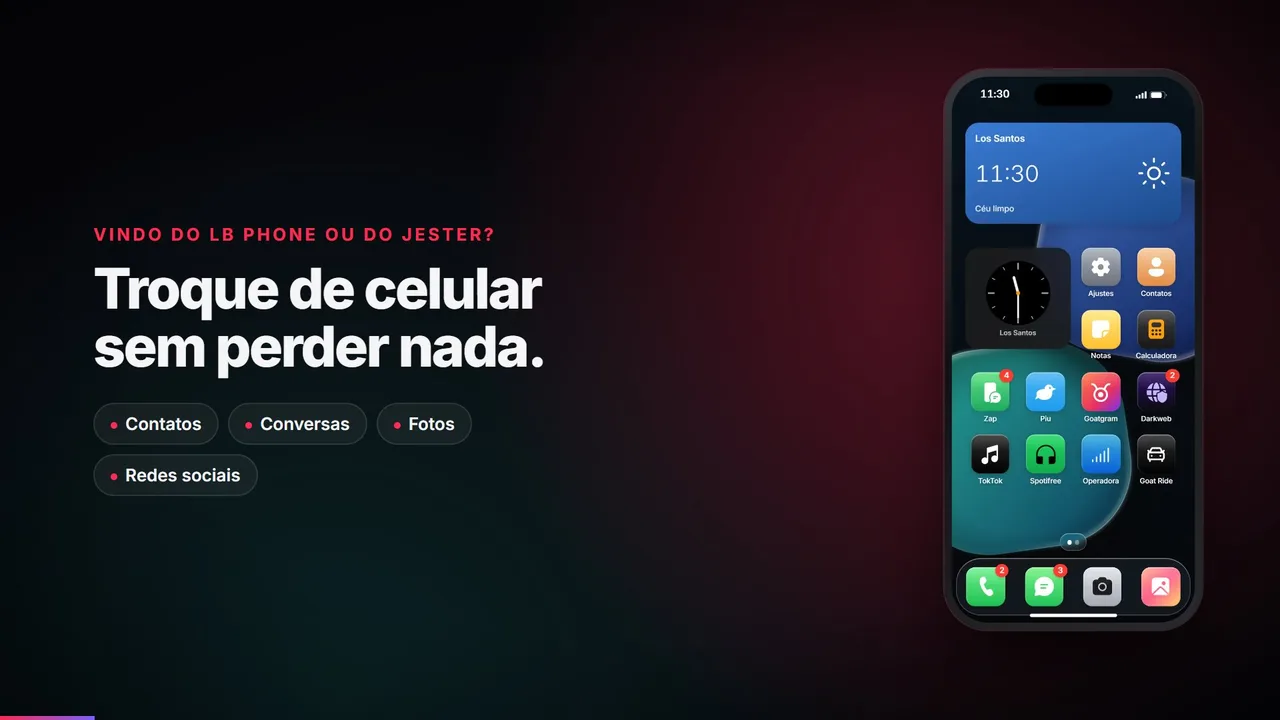 VINDO DO LB PHONE OU DO JESTER?
Troque de celular
sem perder nada.
Contatos
Conversas
Fotos
Redes sociais
11:30
Los Santos
11:30
Céu limpo
Los Santos
Ajustes
Contatos
Notas
Calculadora
4
2
Zap
Piu
Goatgram
Darkweb
TokTok
Spotifree
Operadora
Goat Ride
2
3